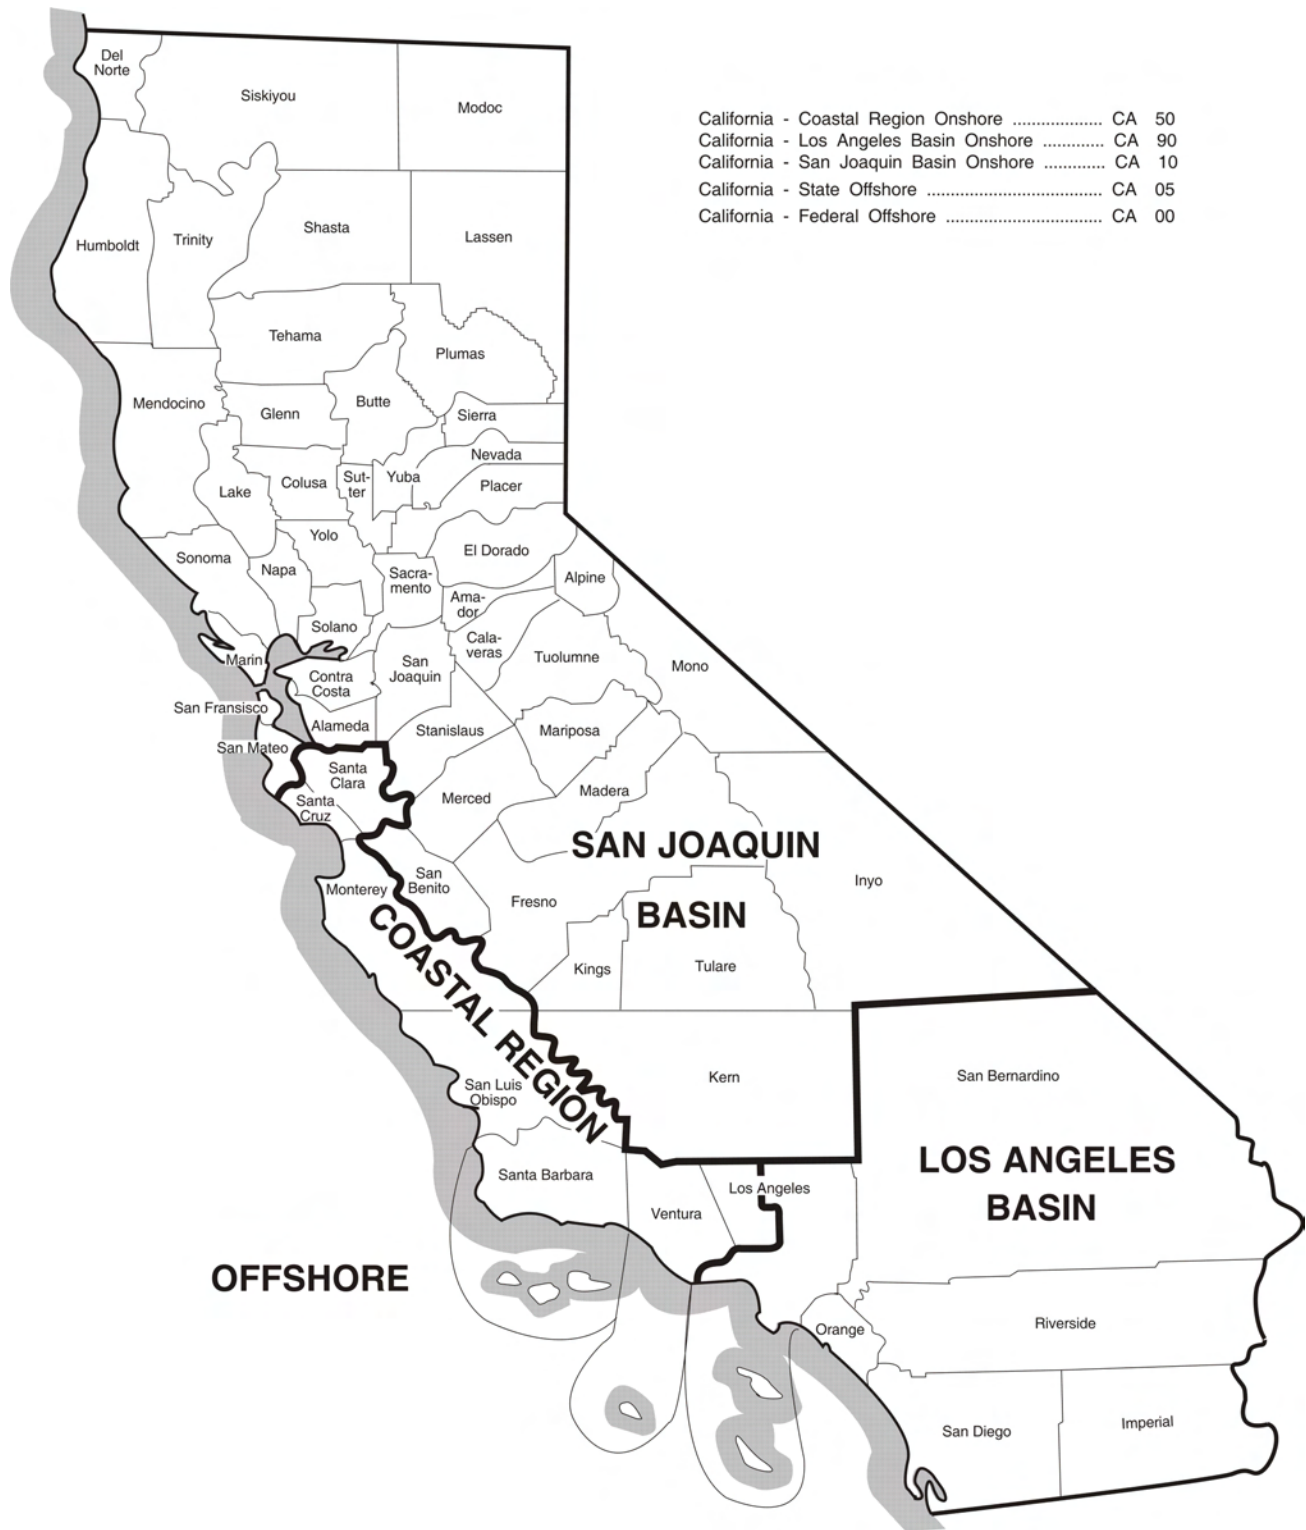 Del
Norte
Siskiyou
Modoc
California - Coastal Region Onshore ................... CA 50
California - Los Angeles Basin Onshore ............. CA 90
California - San Joaquin Basin Onshore ............. CA 10
California - State Offshore ..................................... CA 05
California - Federal Offshore ................................. CA 00
Humboldt
Trinity
Shasta
Lassen
Tehama
Plumas
Mendocino
Glenn
Butte
Sierra
Nevada
Lake
Colusa
Sut-
ter
Yuba
Placer
Yolo
Sonoma
Napa
El Dorado
Sacra-
mento
Alpine
Ama-
dor
Solano
Cala-
veras
Marin
Contra
Costa
San
Joaquin
Tuolumne
Mono
San Fransisco
Alameda
Stanislaus
Mariposa
San Mateo
Santa
Clara
Santa
Cruz
Merced
Madera
SAN JOAQUIN
BASIN
Monterey
San
Benito
Fresno
Inyo
Kings
Tulare
COASTAL REGION
San Luis
Obispo
Kern
San Bernardino
LOS ANGELES
BASIN
Santa Barbara
Ventura
Los Angeles
OFFSHORE
Orange
Riverside
San Diego
Imperial